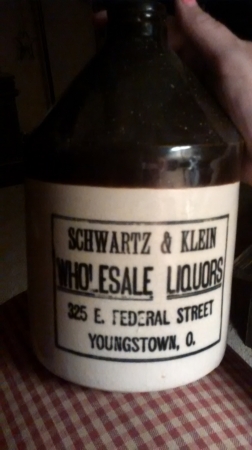 SCHWARTZ & KLEIN
WHOLESALE LIQUORS
325 E. FEDERAL STREET
YOUNGSTOWN, O.